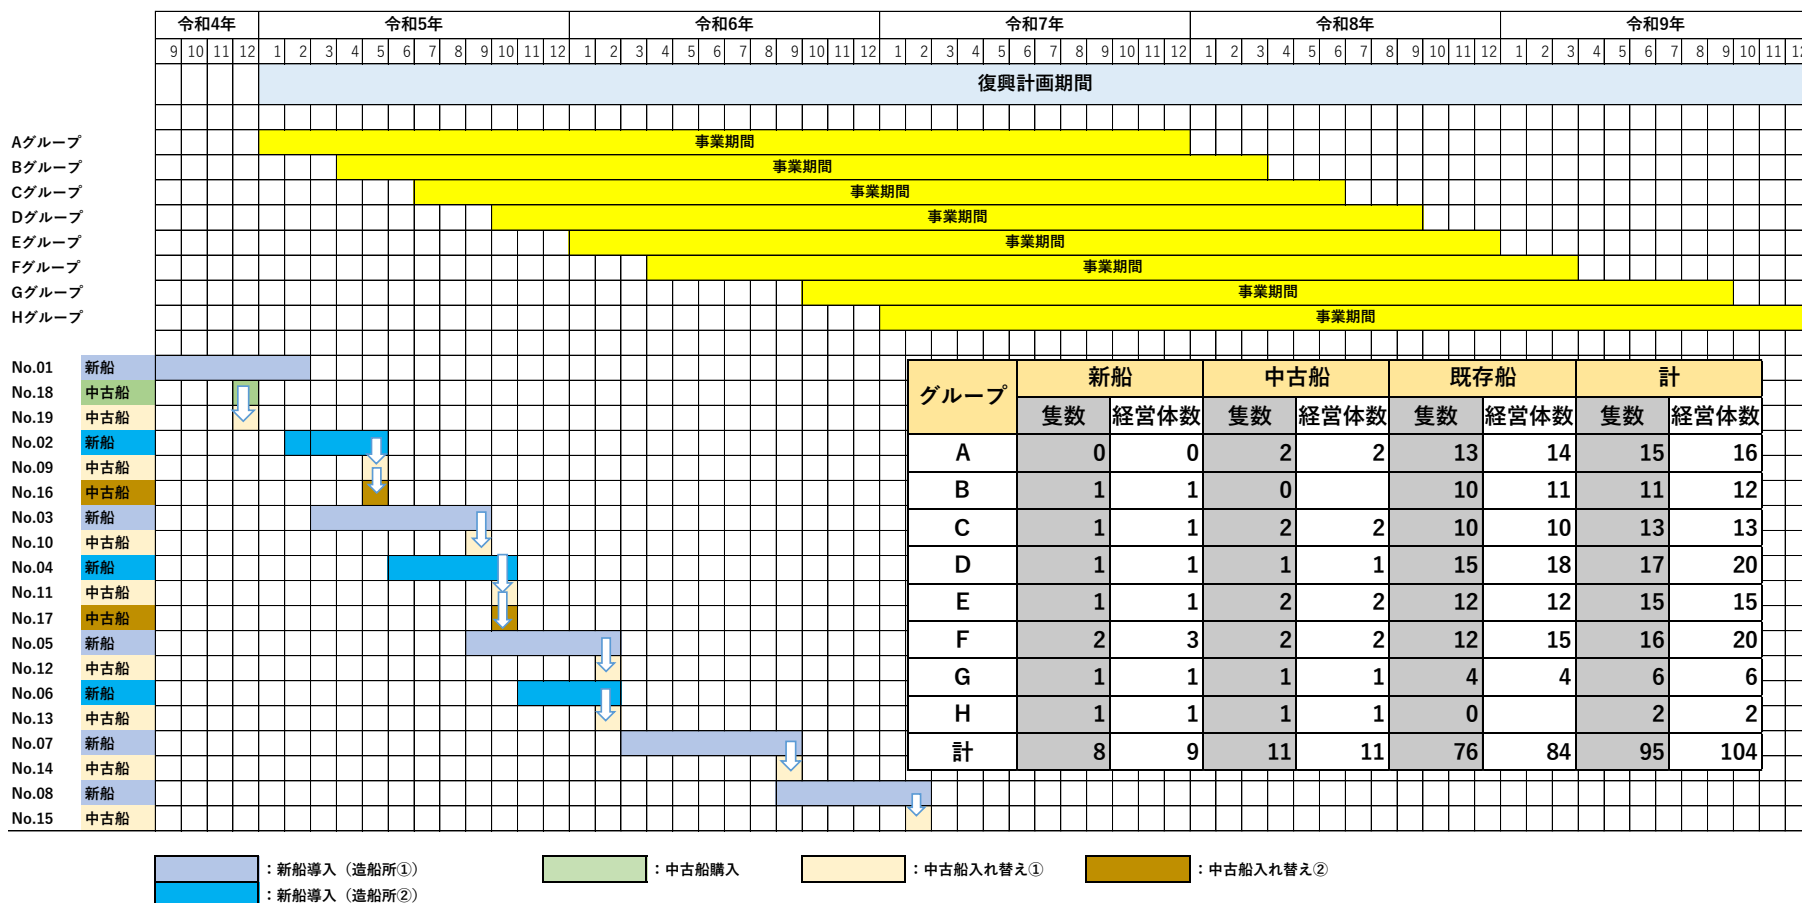 令和4年 令和5年 令和6年 令和7年 令和8年 令和9年
9 10 11 12 1 2 3 4 5 6 7 8 9 10 11 12 1 2 3 4 5 6 7 8 9 10 11 12 1 2 3 4 5 6 7 8 9 10 11 12 1 2 3 4 5 6 7 8 9 10 11 12 1 2 3 4 5 6 7 8 9 10 11 12
復興計画期間
Aグループ 事業期間
Bグループ 事業期間
Cグループ 事業期間
Dグループ 事業期間
Eグループ 事業期間
Fグループ 事業期間
Gグループ 事業期間
Hグループ 事業期間
No.01 新船
No.18 中古船
No.19 中古船
No.02 新船
No.09 中古船
No.16 中古船
No.03 新船
No.10 中古船
No.04 新船
No.11 中古船
No.17 中古船
No.05 新船
No.12 中古船
No.06 新船
No.13 中古船
No.07 新船
No.14 中古船
No.08 新船
No.15 中古船
グループ 新船 中古船 既存船 計
隻数 経営体数 隻数 経営体数 隻数 経営体数 隻数 経営体数
A 0 0 2 2 13 14 15 16
B 1 1 0 10 11 11 12
C 1 1 2 2 10 10 13 13
D 1 1 1 1 15 18 17 20
E 1 1 2 2 12 12 15 15
F 2 3 2 2 12 15 16 20
G 1 1 1 1 4 4 6 6
H 1 1 1 1 0 2 2
計 8 9 11 11 76 84 95 104
：新船導入（造船所①） ：中古船購入 ：中古船入れ替え① ：中古船入れ替え②
：新船導入（造船所②）